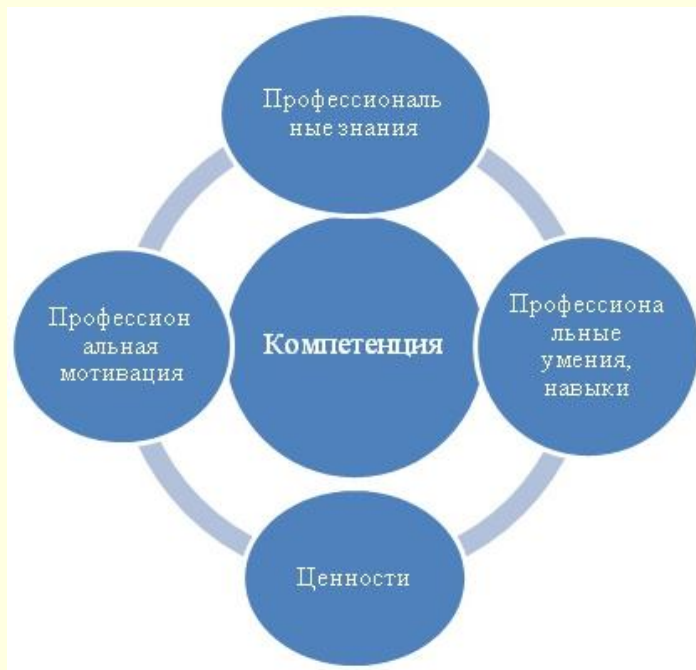 Профессиональ
ные знания
Профессион
альная
мотивация
Компетенция
Профессиона
льные
умения,
навыки
Ценности